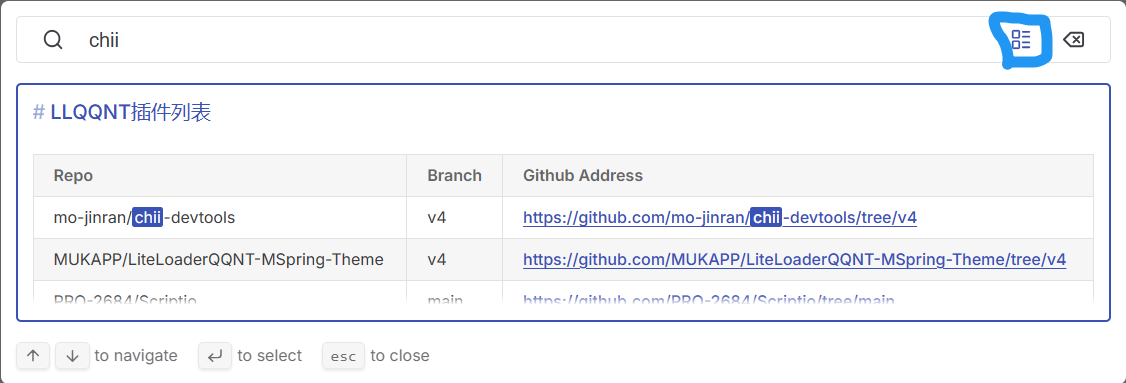 chii
# LLQQNT插件列表
Repo Branch Github Address
mo-jinran/chii-devtools v4 https://github.com/mo-jinran/chii-devtools/tree/v4
MUKAPP/LiteLoaderQQNT-MSpring-Theme v4 https://github.com/MUKAPP/LiteLoaderQQNT-MSpring-Theme/tree/v4
PRO-2684/Scriptio main https://github.com/PRO-2684/Scriptio/tree/main
to navigate to select esc to close